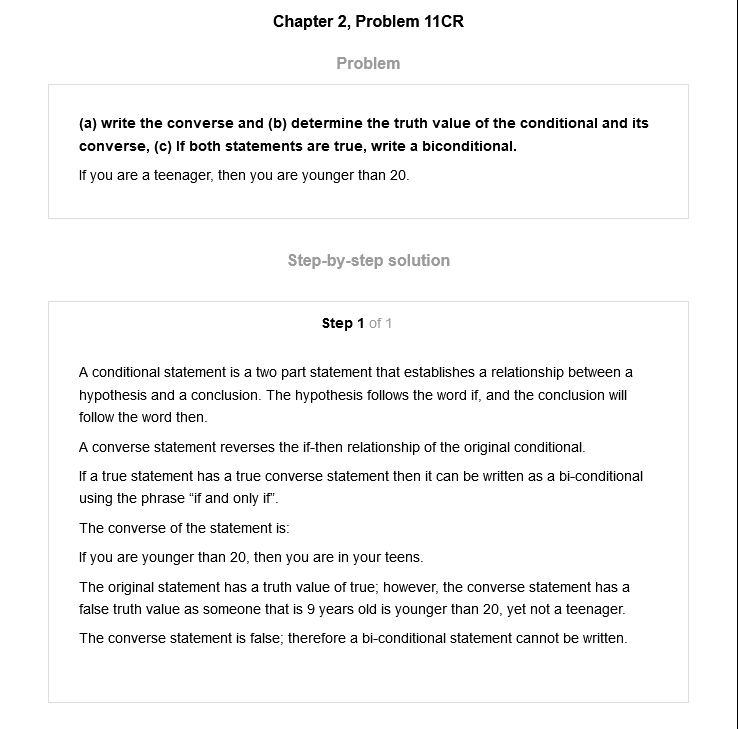 Chapter 2, Problem 11CR
Problem
(a) write the converse and (b) determine the truth value of the conditional and its
converse, (c) If both statements are true, write a biconditional.
If you are a teenager, then you are younger than 20.
Step-by-step solution
Step 1 of 1
A conditional statement is a two part statement that establishes a relationship between a
hypothesis and a conclusion. The hypothesis follows the word if, and the conclusion will
follow the word then.
A converse statement reverses the if-then relationship of the original conditional.
If a true statement has a true converse statement then it can be written as a bi-conditional
using the phrase “if and only if”.
The converse of the statement is:
If you are younger than 20, then you are in your teens.
The original statement has a truth value of true; however, the converse statement has a
false truth value as someone that is 9 years old is younger than 20, yet not a teenager.
The converse statement is false; therefore a bi-conditional statement cannot be written.